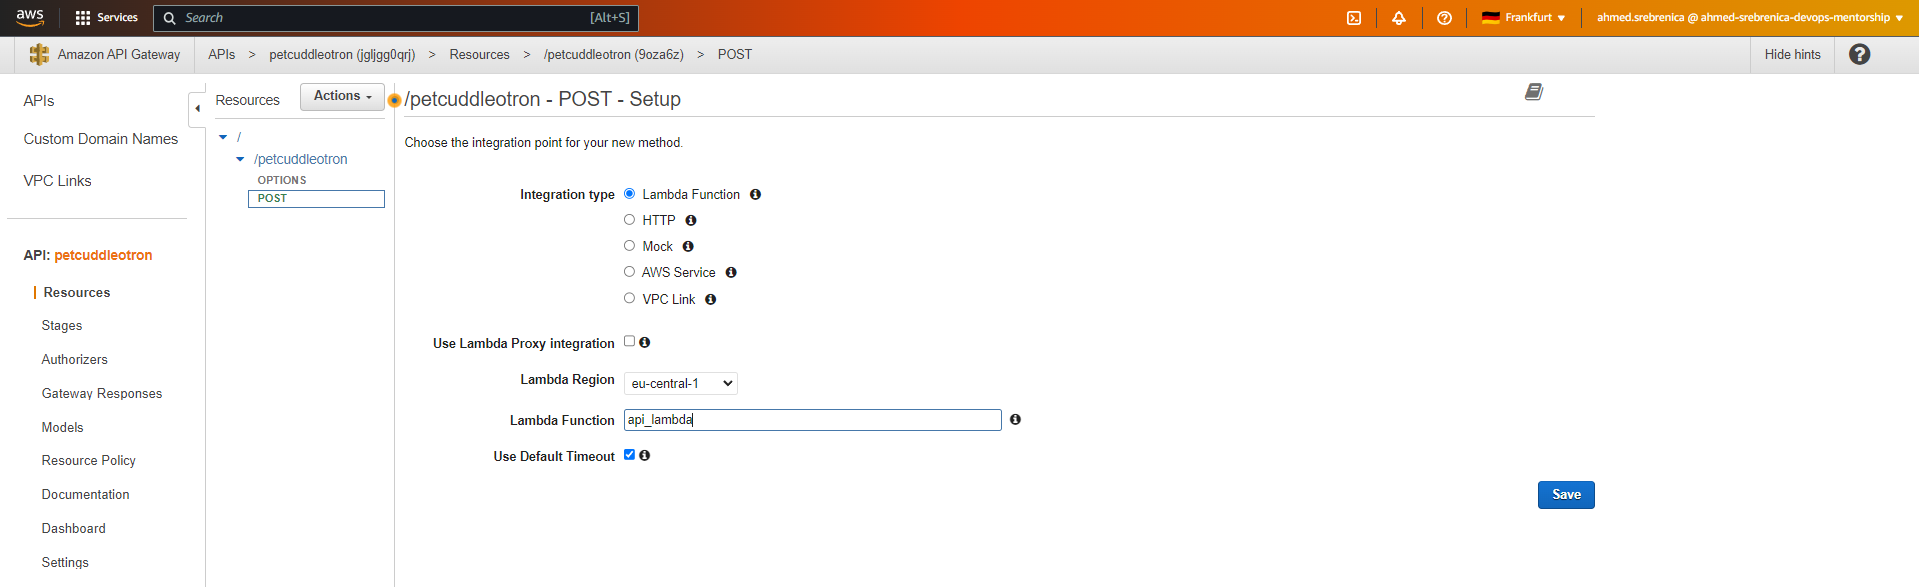 aws Services Search [Alt+S] Frankfurt ahmed.srebrenica @ ahmed-srebrenica-devops-mentorship
Amazon API Gateway APIs > petcuddleotron (jgljgg0qrj) > Resources > /petcuddleotron (9oza6z) > POST Hide hints
APIs
Custom Domain Names
VPC Links
API: petcuddleotron
Resources
Stages
Authorizers
Gateway Responses
Models
Resource Policy
Documentation
Dashboard
Settings
Resources Actions
/
/petcuddleotron
OPTIONS
POST
/petcuddleotron - POST - Setup
Choose the integration point for your new method.
Integration type Lambda Function
HTTP
Mock
AWS Service
VPC Link
Use Lambda Proxy integration
Lambda Region eu-central-1
Lambda Function api_lambda
Use Default Timeout
Save